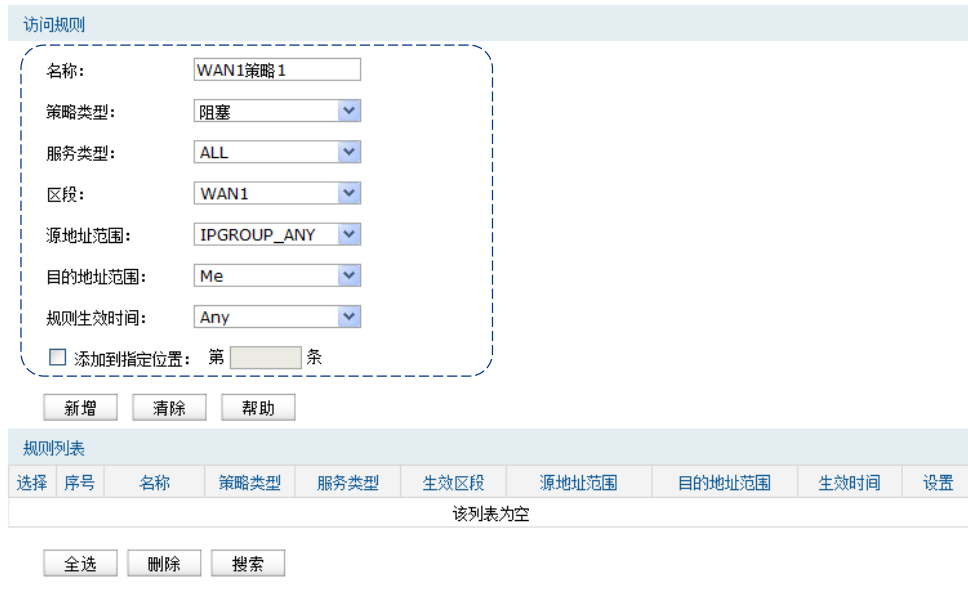 访问规则
名称: WAN1策略1
策略类型: 阻塞
服务类型: ALL
区段: WAN1
源地址范围: IPGROUP_ANY
目的地址范围: Me
规则生效时间: Any
添加到指定位置: 第 条
新增 清除 帮助
规则列表
选择 序号 名称 策略类型 服务类型 生效区段 源地址范围 目的地址范围 生效时间 设置
该列表为空
全选 删除 搜索